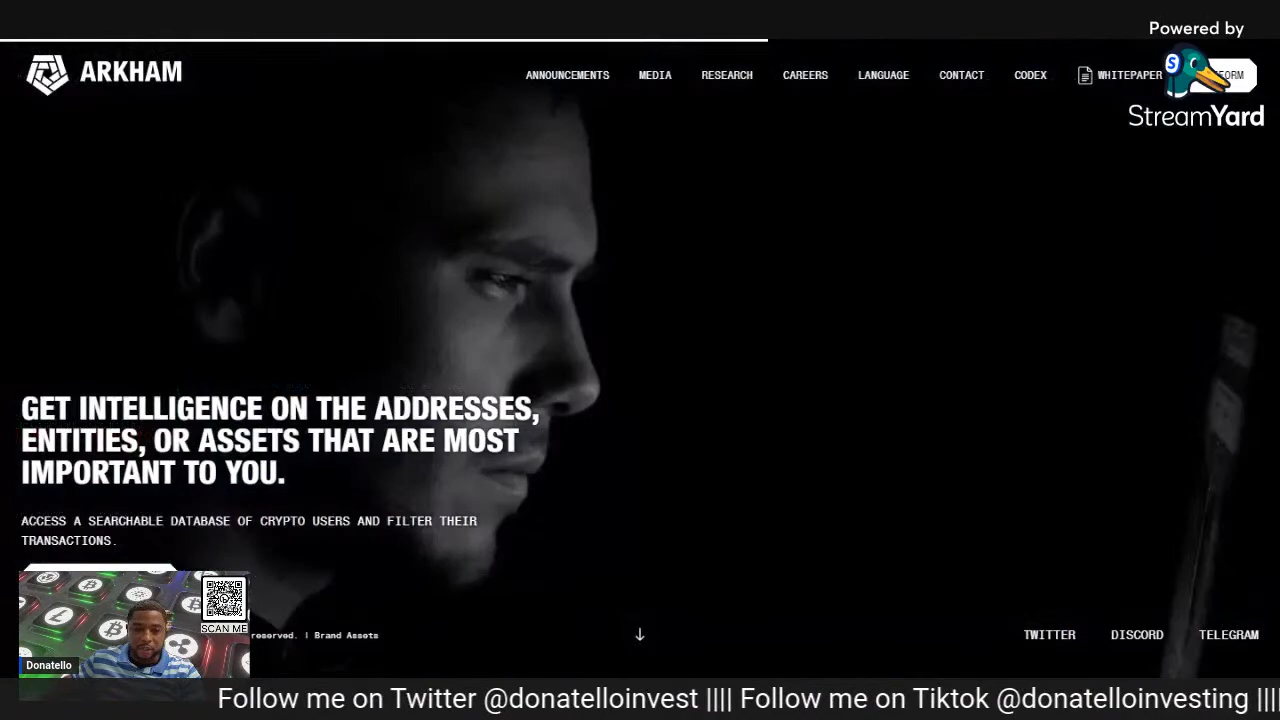 Powered by
ARKHAM
ANNOUNCEMENTS MEDIA RESEARCH CAREERS LANGUAGE CONTACT CODEX WHITEPAPER
StreamYard
GET INTELLIGENCE ON THE ADDRESSES,
ENTITIES, OR ASSETS THAT ARE MOST
IMPORTANT TO YOU.
ACCESS A SEARCHABLE DATABASE OF CRYPTO USERS AND FILTER THEIR
TRANSACTIONS.
SCAN ME
reserved. | Brand Assets
TWITTER DISCORD TELEGRAM
Donatello
Follow me on Twitter @donatelloinvest |||| Follow me on Tiktok @donatelloinvesting ||||